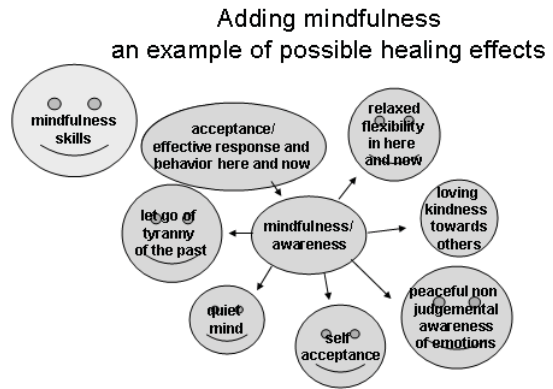 Adding mindfulness
an example of possible healing effects
mindfulness
skills
acceptance/
effective response and
behavior here and now
relaxed
flexibility
in here
and now
let go of
tyranny
of the past
mindfulness/
awareness
loving
kindness
towards
others
quiet
mind
self
acceptance
peaceful non
judgemental
awareness
of emotions